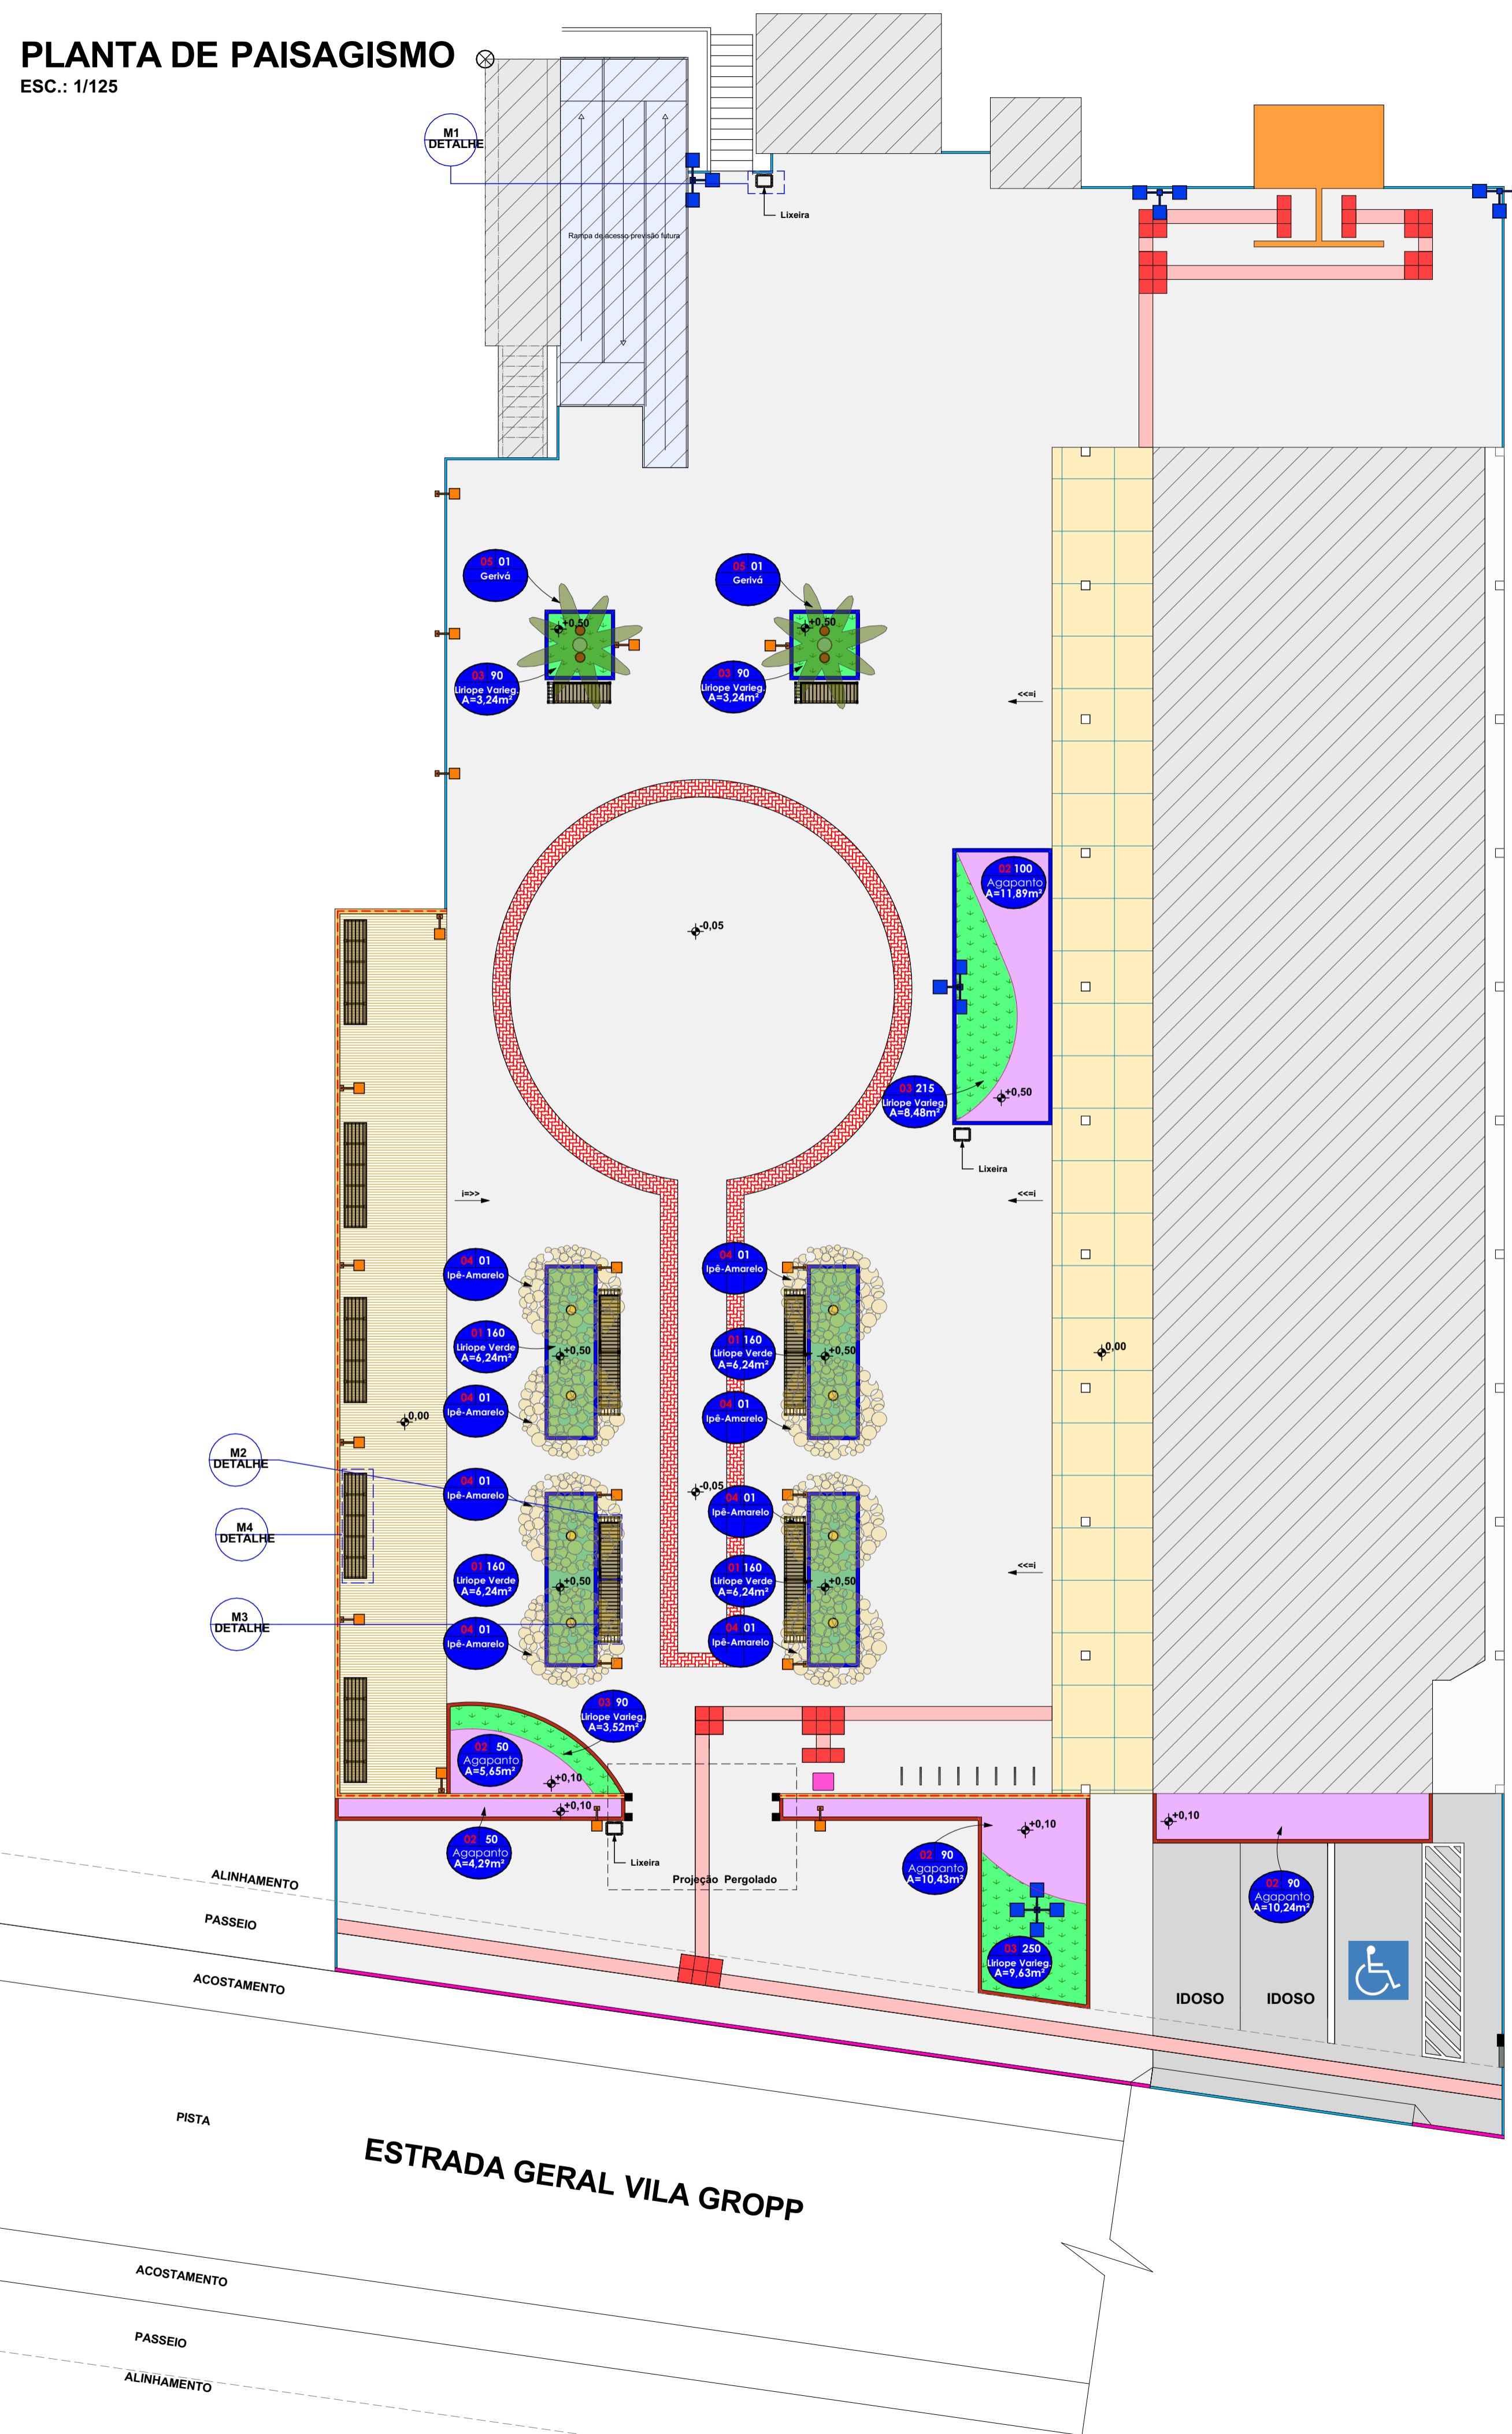 PLANTA DE PAISAGISMO
ESC.: 1/125
M1
DETALHE
Lixeira
Rampa de acesso previsão futura
05 01
Gerivá
05 01
Gerivá
+0,50
+0,50
03 90
Liriope Varieg.
A=3,24m²
03 90
Liriope Varieg.
A=3,24m²
<<=i
02 100
Agapanto
A=11,89m²
-0,05
03 215
Liriope Varieg.
A=8,48m²
+0,50
Lixeira
i=>>
<<=i
04 01
Ipê-Amarelo
04 01
Ipê-Amarelo
01 160
Liriope Verde
A=6,24m²
+0,50
01 160
Liriope Verde
A=6,24m²
+0,50
0,00
04 01
Ipê-Amarelo
04 01
Ipê-Amarelo
0,00
M2
DETALHE
04 01
Ipê-Amarelo
-0,05
04 01
Ipê-Amarelo
M4
DETALHE
01 160
Liriope Verde
A=6,24m²
+0,50
01 160
Liriope Verde
A=6,24m²
+0,50
<<=i
M3
DETALHE
04 01
Ipê-Amarelo
04 01
Ipê-Amarelo
03 90
Liriope Varieg.
A=3,52m²
02 50
Agapanto
A=5,65m²
+0,10
+0,10
02 50
Agapanto
A=4,29m²
Lixeira
Projeção Pergolado
+0,10
02 90
Agapanto
A=10,43m²
03 250
Liriope Varieg.
A=9,63m²
+0,10
02 90
Agapanto
A=10,24m²
IDOSO
IDOSO
ALINHAMENTO
PASSEIO
ACOSTAMENTO
PISTA
ESTRADA GERAL VILA GROPP
ACOSTAMENTO
PASSEIO
ALINHAMENTO